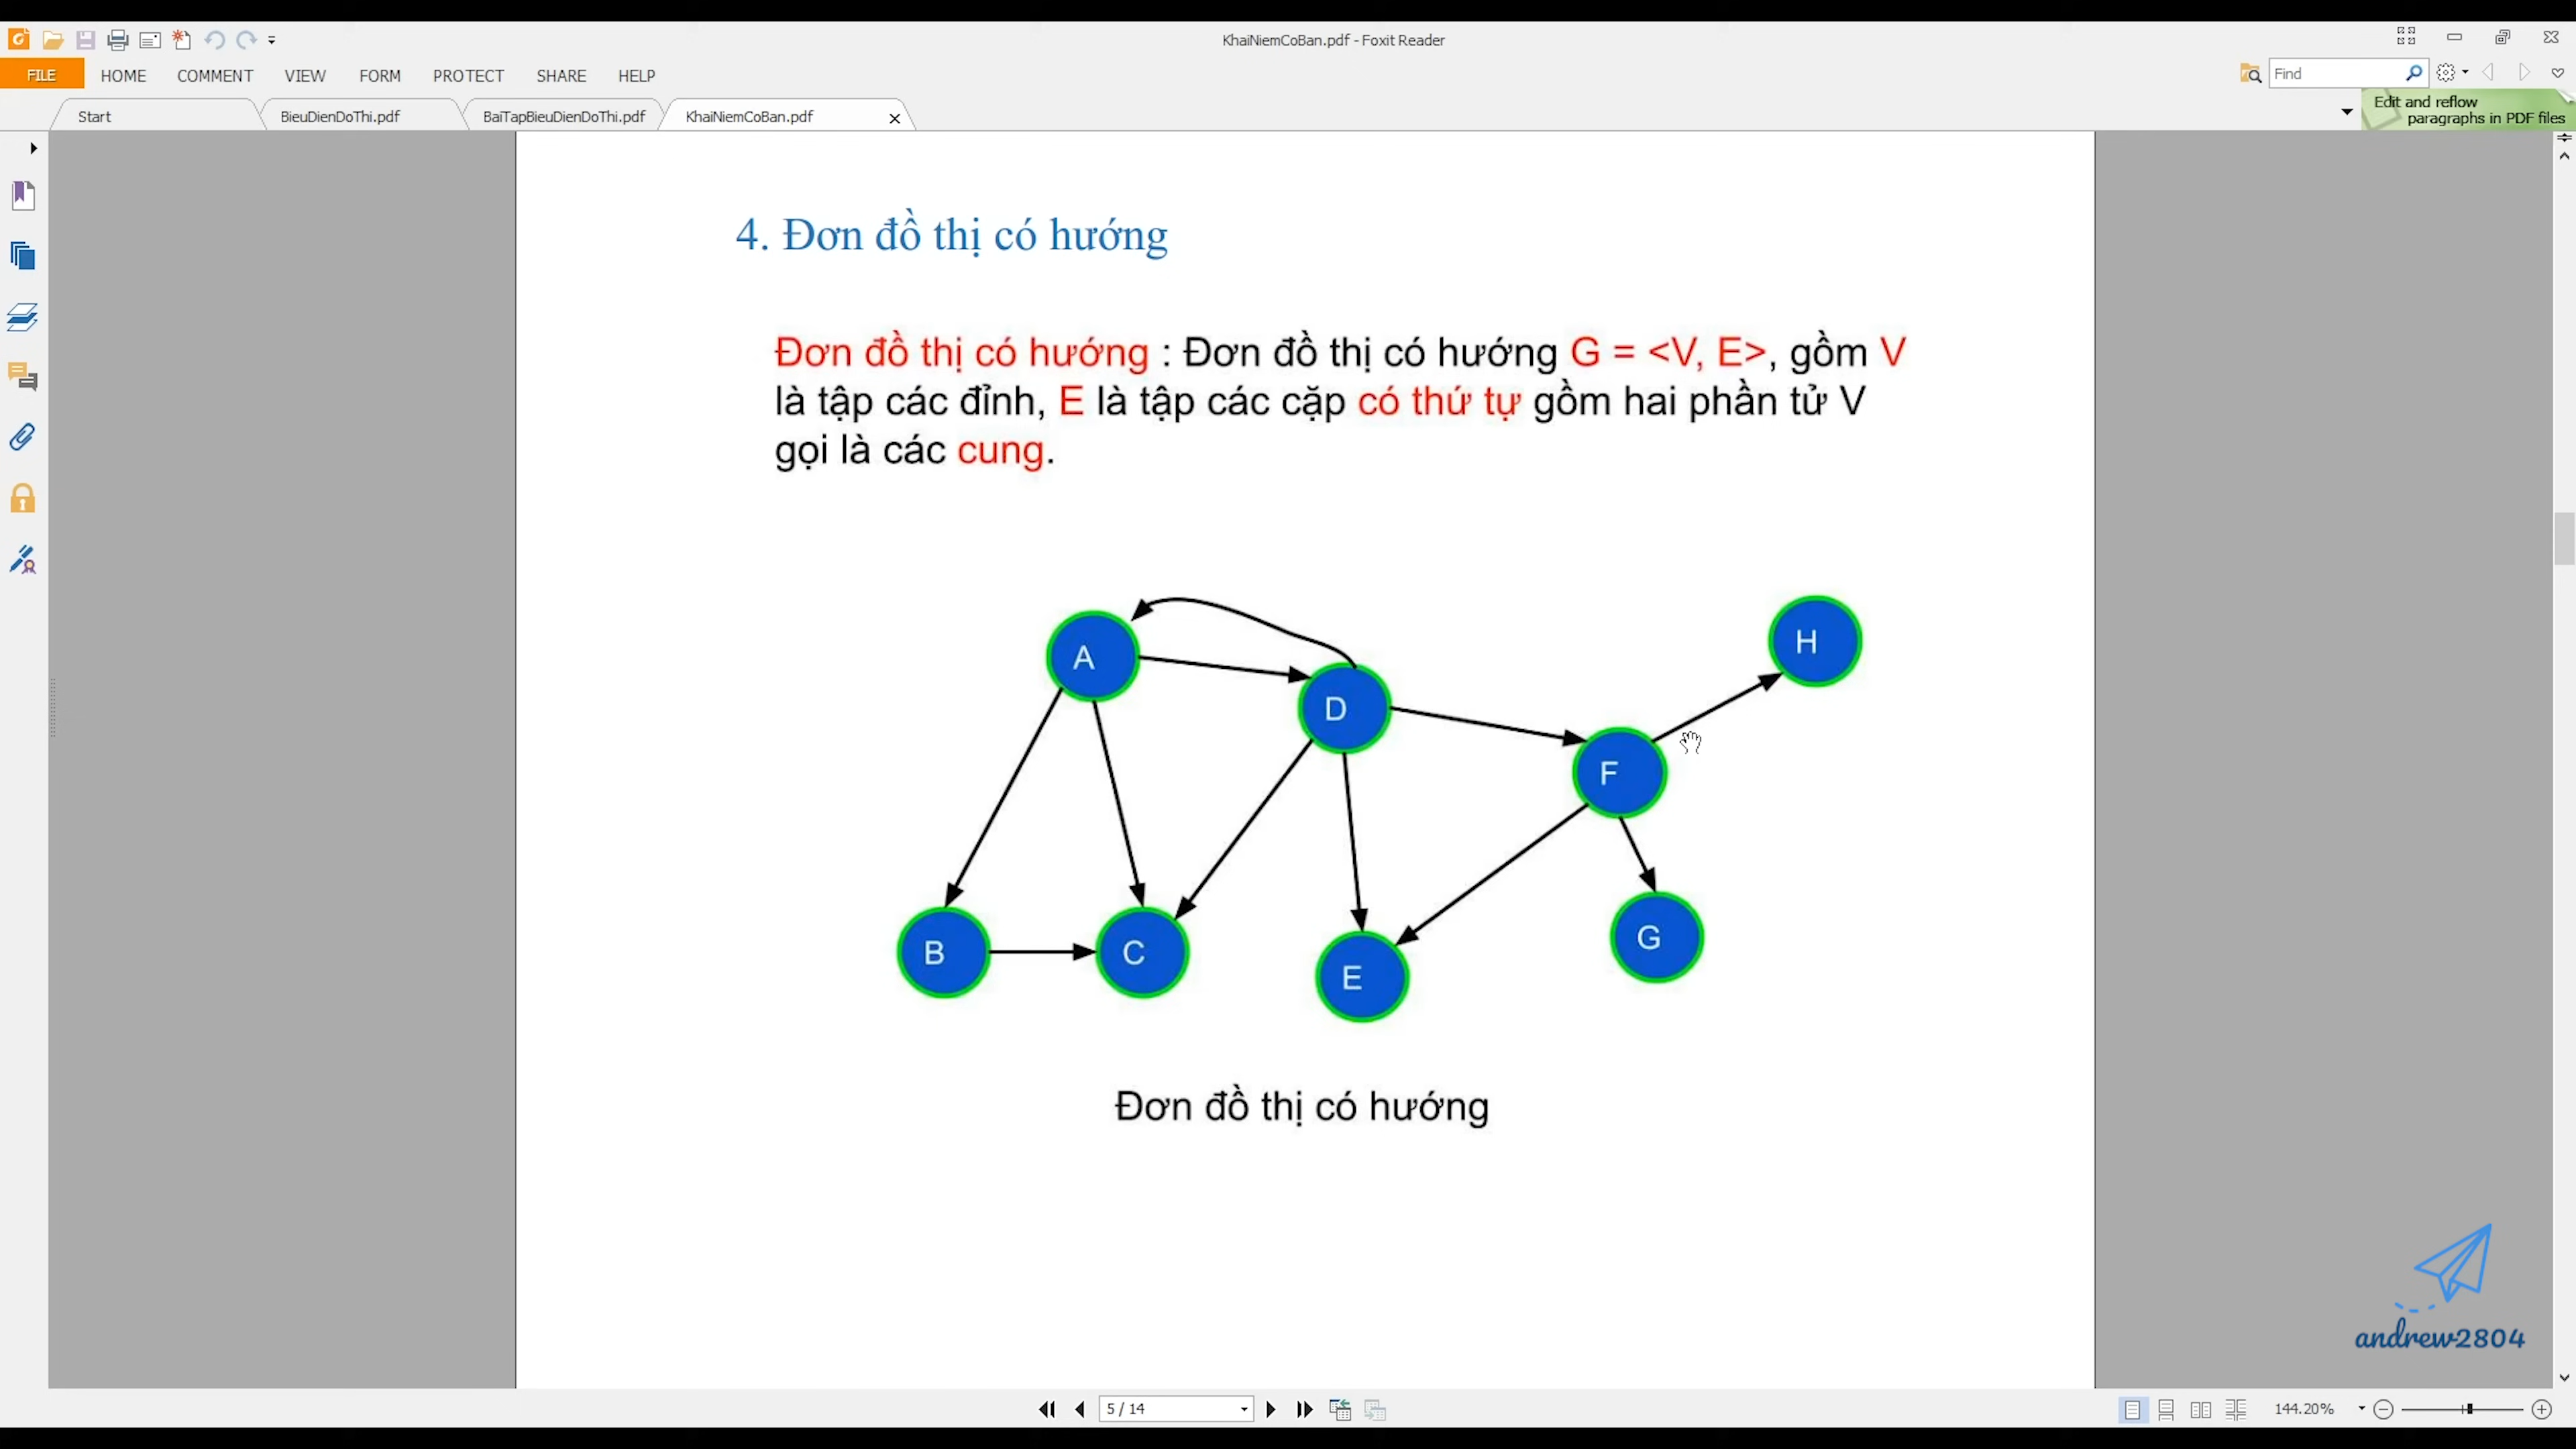 KhaiNiemCoBan.pdf - Foxit Reader
FILE
HOME
COMMENT
VIEW
FORM
PROTECT
SHARE
HELP
Find
Start
BieuDienDoThi.pdf
BaiTapBieuDienDoThi.pdf
KhaiNiemCoBan.pdf
Edit and reflow
paragraphs in PDF files
4. Đơn đồ thị có hướng
Đơn đồ thị có hướng : Đơn đồ thị có hướng G = <V, E>, gồm V
là tập các đỉnh, E là tập các cặp có thứ tự gồm hai phần tử V
gọi là các cung.
H
A
D
F
B
C
E
G
Đơn đồ thị có hướng
andrew2804
5 / 14
144.20%